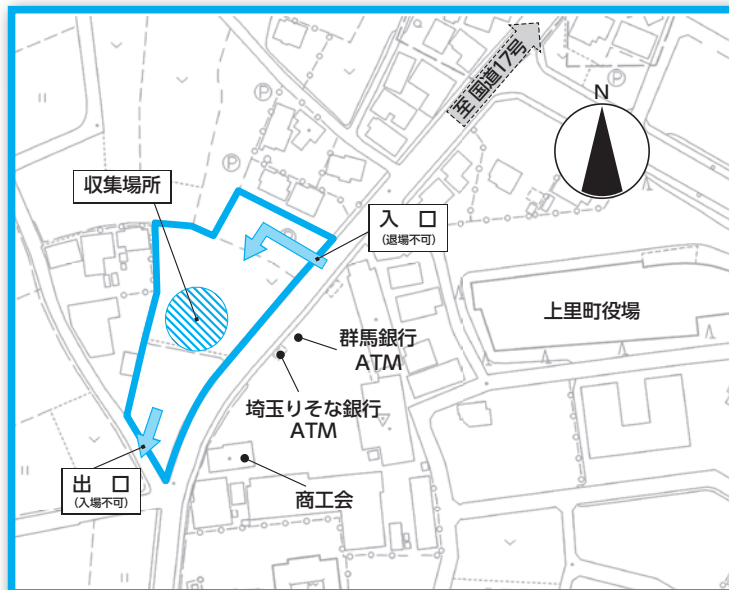 至 国道17号
N
Ⓟ
Ⓟ
Ⓟ
収集場所
入 口
(退場不可)
上里町役場
群馬銀行
ATM
埼玉りそな銀行
ATM
商工会
出 口
(入場不可)